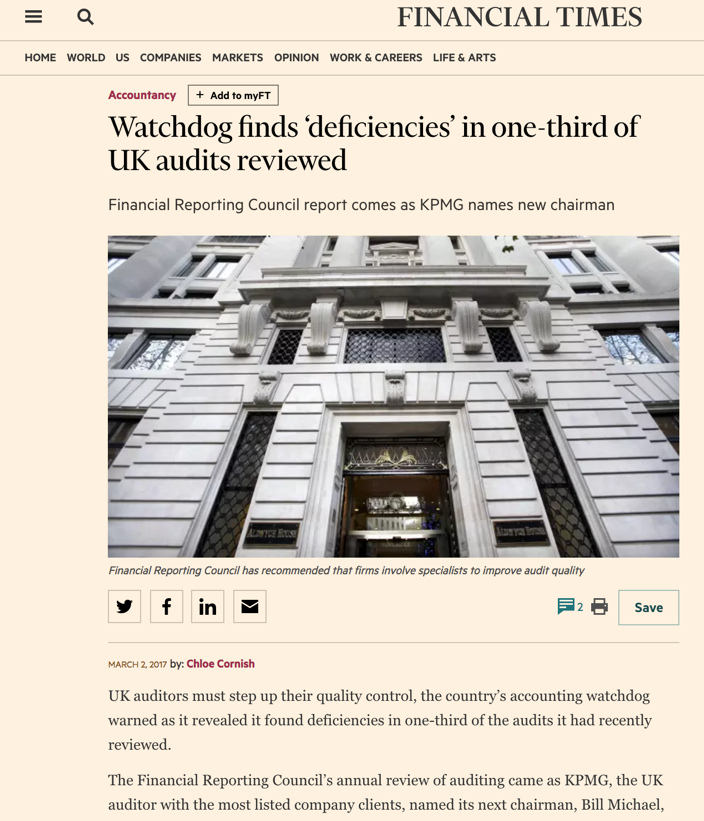 FINANCIAL TIMES
HOME WORLD US COMPANIES MARKETS OPINION WORK & CAREERS LIFE & ARTS
Accountancy + Add to myFT
Watchdog finds ‘deficiencies’ in one-third of
UK audits reviewed
Financial Reporting Council report comes as KPMG names new chairman
ALDWYCH HOUSE
ALDWYCH HOUSE
Financial Reporting Council has recommended that firms involve specialists to improve audit quality
2 Save
MARCH 2, 2017 by: Chloe Cornish
UK auditors must step up their quality control, the country’s accounting watchdog
warned as it revealed it found deficiencies in one-third of the audits it had recently
reviewed.
The Financial Reporting Council’s annual review of auditing came as KPMG, the UK
auditor with the most listed company clients, named its next chairman, Bill Michael,